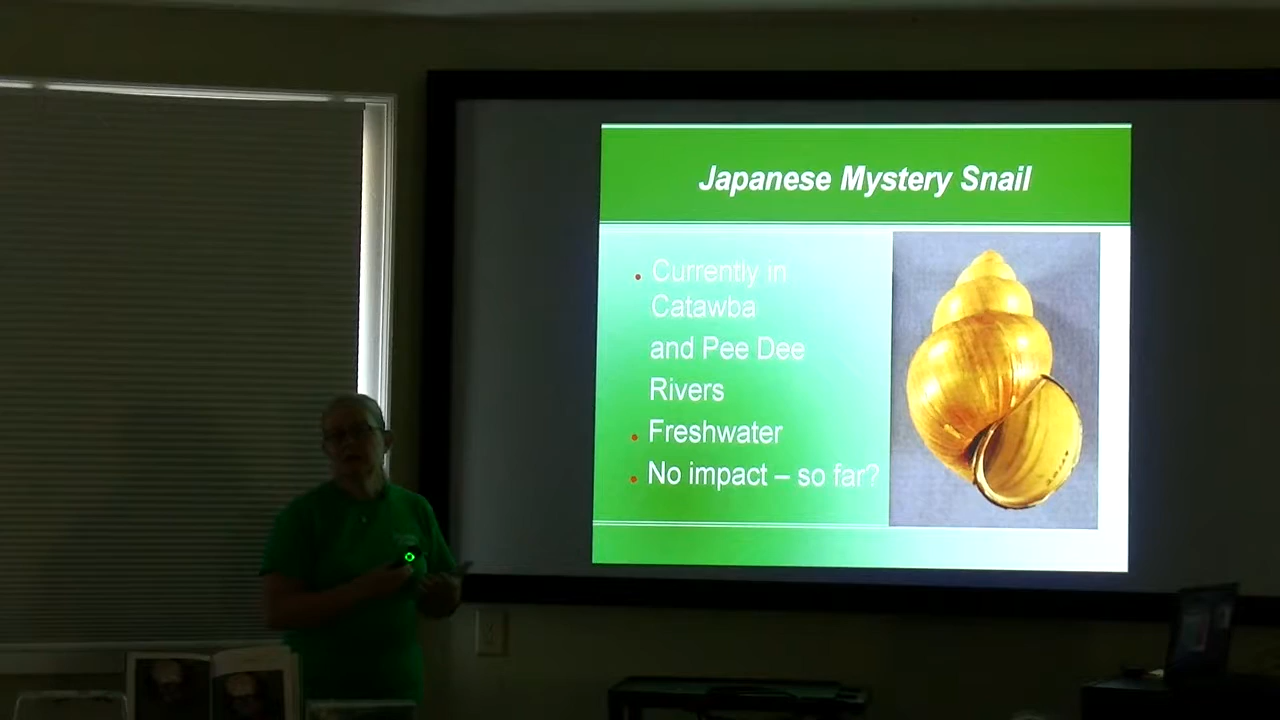 Japanese Mystery Snail
• Currently in
Catawba
and Pee Dee
Rivers
• Freshwater
• No impact – so far?